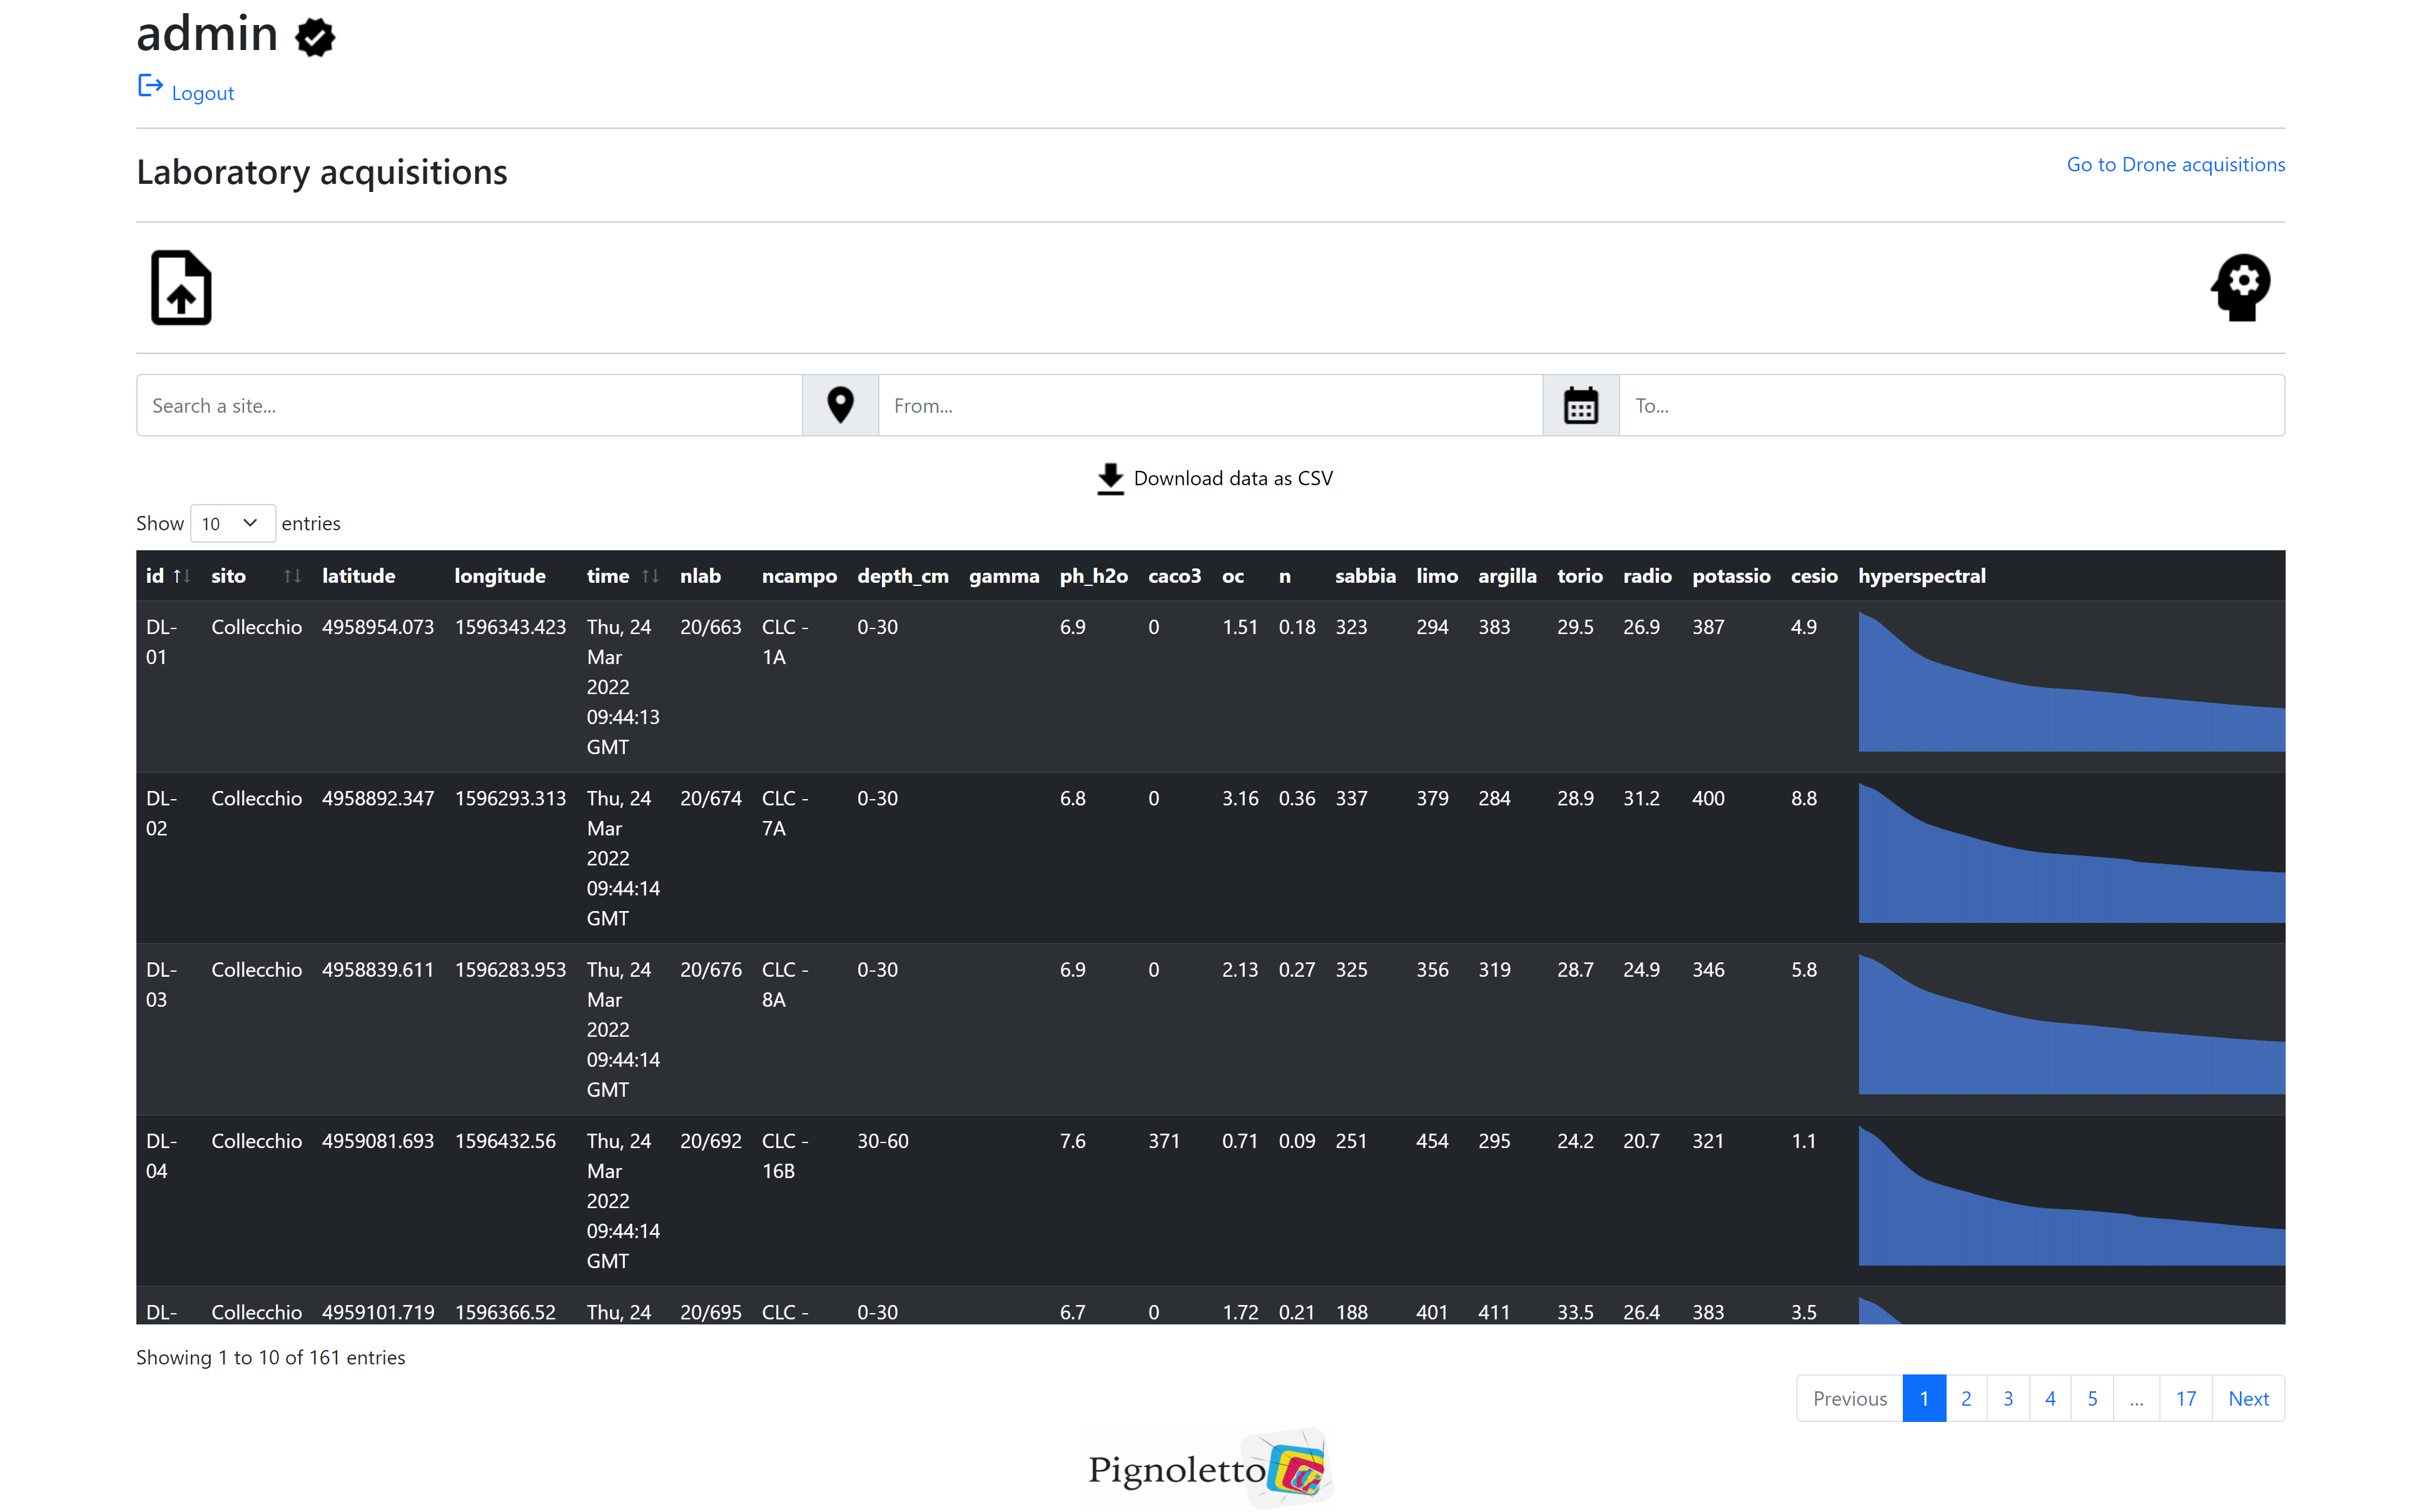 admin
Logout
Laboratory acquisitions
Go to Drone acquisitions
Search a site...
From...
To...
Download data as CSV
Show 10 entries
id sito latitude longitude time nlab ncampo depth_cm gamma ph_h2o caco3 oc n sabbia limo argilla torio radio potassio cesio hyperspectral
DL- Collecchio 4958954.073 1596343.423 Thu, 24 20/663 CLC - 0-30 6.9 0 1.51 0.18 323 294 383 29.5 26.9 387 4.9
01 Mar 1A
2022
09:44:13
GMT
DL- Collecchio 4958892.347 1596293.313 Thu, 24 20/674 CLC - 0-30 6.8 0 3.16 0.36 337 379 284 28.9 31.2 400 8.8
02 Mar 7A
2022
09:44:14
GMT
DL- Collecchio 4958839.611 1596283.953 Thu, 24 20/676 CLC - 0-30 6.9 0 2.13 0.27 325 356 319 28.7 24.9 346 5.8
03 Mar 8A
2022
09:44:14
GMT
DL- Collecchio 4959081.693 1596432.56 Thu, 24 20/692 CLC - 30-60 7.6 371 0.71 0.09 251 454 295 24.2 20.7 321 1.1
04 Mar 16B
2022
09:44:14
GMT
DL- Collecchio 4959101.719 1596366.52 Thu, 24 20/695 CLC - 0-30 6.7 0 1.72 0.21 188 401 411 33.5 26.4 383 3.5
Showing 1 to 10 of 161 entries
Previous 1 2 3 4 5 ... 17 Next
Pignoletto